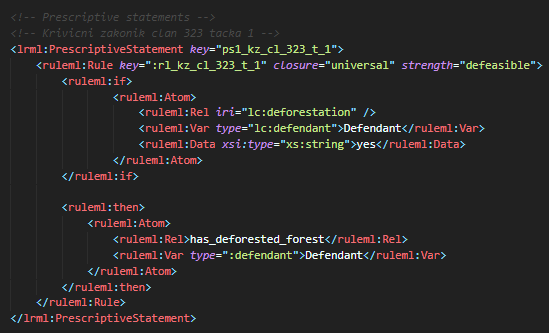 <!-- Prescriptive statements -->
<!-- Krivicni zakonik clan 323 tacka 1 -->
<lrml:PrescriptiveStatement key="ps1_kz_cl_323_t_1">
<ruleml:Rule key=":rl_kz_cl_323_t_1" closure="universal" strength="defeasible">
<ruleml:if>
<ruleml:Atom>
<ruleml:Rel iri="lc:deforestation" />
<ruleml:Var type="lc:defendant">Defendant</ruleml:Var>
<ruleml:Data xsi:type="xs:string">yes</ruleml:Data>
</ruleml:Atom>
</ruleml:if>
<ruleml:then>
<ruleml:Atom>
<ruleml:Rel>has_deforested_forest</ruleml:Rel>
<ruleml:Var type=":defendant">Defendant</ruleml:Var>
</ruleml:Atom>
</ruleml:then>
</ruleml:Rule>
</lrml:PrescriptiveStatement>